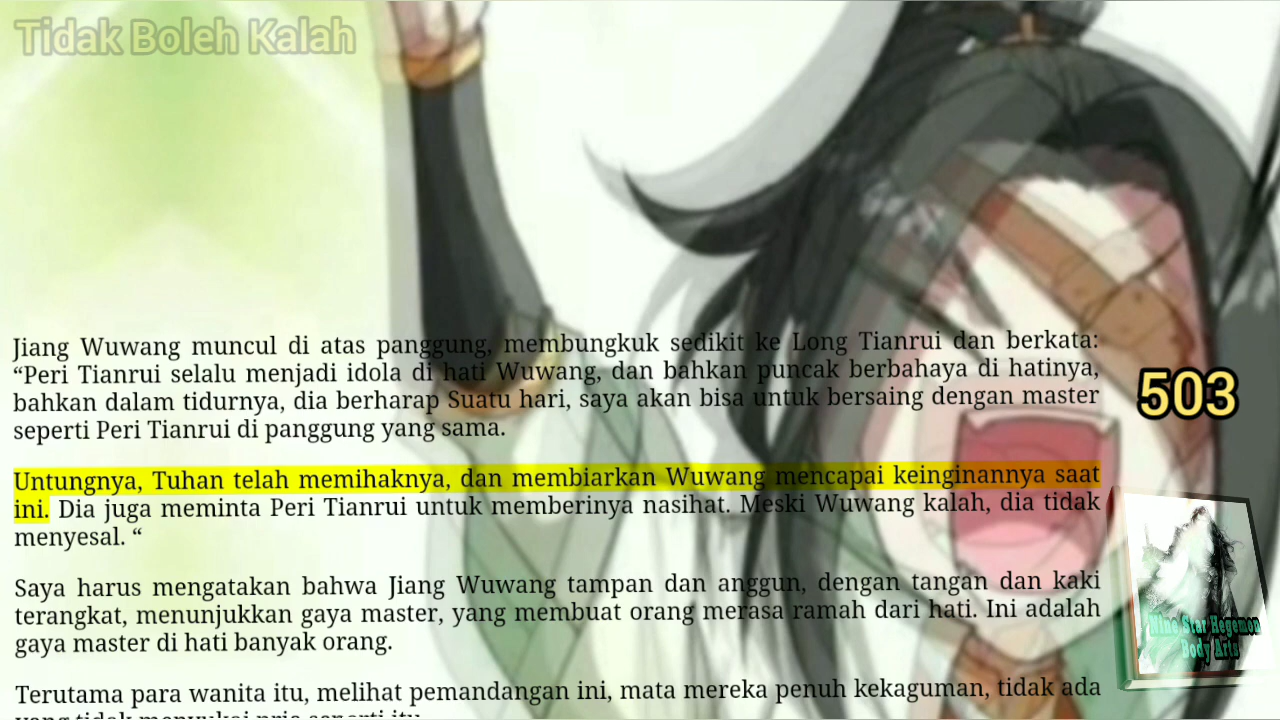 Tidak Boleh Kalah
Jiang Wuwang muncul di atas panggung, membungkuk sedikit ke Long Tianrui dan berkata:
“Peri Tianrui selalu menjadi idola di hati Wuwang, dan bahkan puncak berbahaya di hatinya,
bahkan dalam tidurnya, dia berharap Suatu hari, saya akan bisa untuk bersaing dengan master
seperti Peri Tianrui di panggung yang sama.
503
Untungnya, Tuhan telah memihaknya, dan membiarkan Wuwang mencapai keinginannya saat
ini. Dia juga meminta Peri Tianrui untuk memberinya nasihat. Meski Wuwang kalah, dia tidak
menyesal. “
Saya harus mengatakan bahwa Jiang Wuwang tampan dan anggun, dengan tangan dan kaki
terangkat, menunjukkan gaya master, yang membuat orang merasa ramah dari hati. Ini adalah
gaya master di hati banyak orang.
Nine Star Hegemon
Body Arts
Terutama para wanita itu, melihat pemandangan ini, mata mereka penuh kekaguman, tidak ada